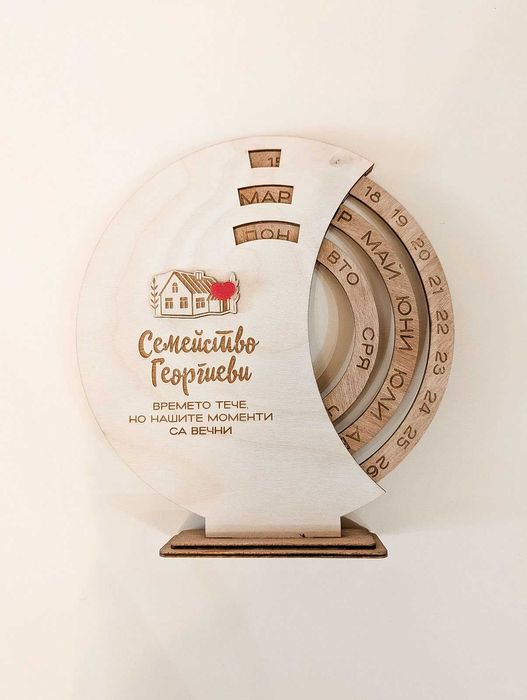 15
МАР
ПОН
Семейство
Георгиеви
ВРЕМЕТО ТЕЧЕ,
НО НАШИТЕ МОМЕНТИ
СА ВЕЧНИ
18 19 20 21 22 23 24 25 26
МАЙ ЮНИ ЮЛИ
ВТО СРЯ